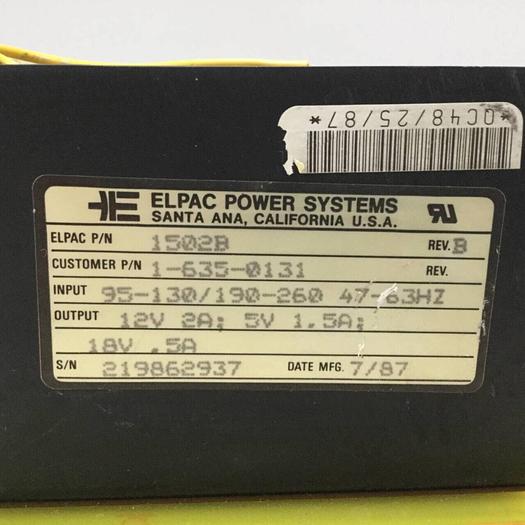 *QC48/25/87*
ELPAC POWER SYSTEMS
SANTA ANA, CALIFORNIA U.S.A.
ELPAC P/N 1502B REV. B
CUSTOMER P/N 1-635-0131 REV.
INPUT 95-130/190-260 47-63HZ
OUTPUT 12V 2A; 5V 1.5A;
18V .5A
S/N 219862937 DATE MFG. 7/87